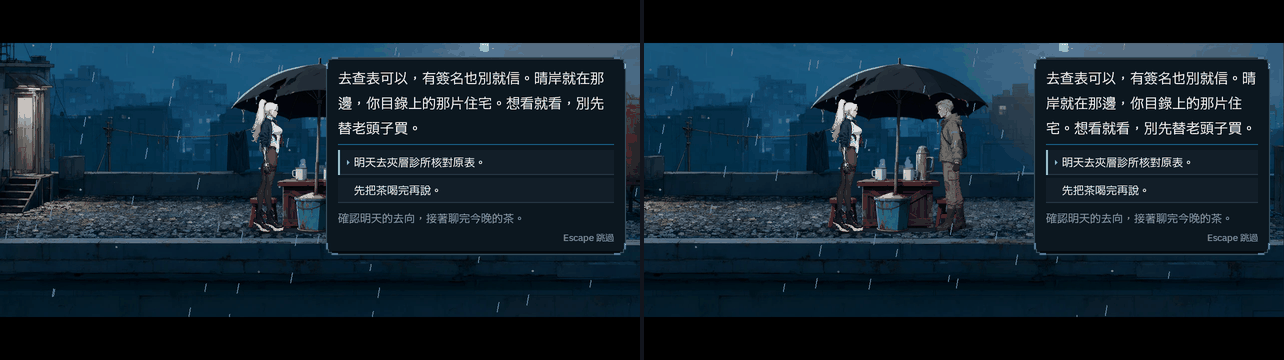 去查表可以，有簽名也別就信。晴岸就在那
邊，你目錄上的那片住宅。想看就看，別先
替老頭子買。
明天去夾層診所核對原表。
先把茶喝完再說。
確認明天的去向，接著聊完今晚的茶。
Escape 跳過
去查表可以，有簽名也別就信。晴
岸就在那邊，你目錄上的那片住
宅。想看就看，別先替老頭子買。
明天去夾層診所核對原表。
先把茶喝完再說。
確認明天的去向，接著聊完今晚的茶。
Escape 跳過